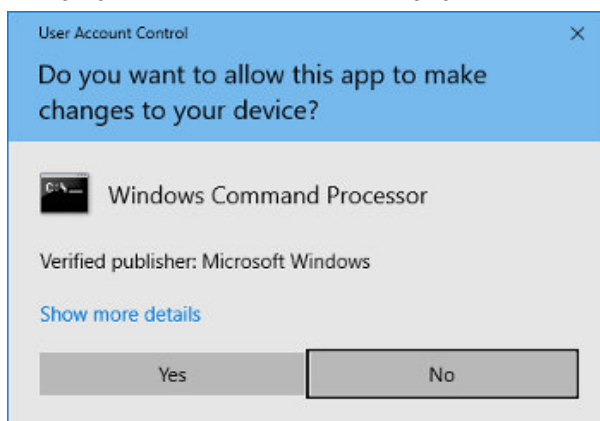 User Account Control
Do you want to allow this app to make
changes to your device?
C:\
Windows Command Processor
Verified publisher: Microsoft Windows
Show more details
Yes No